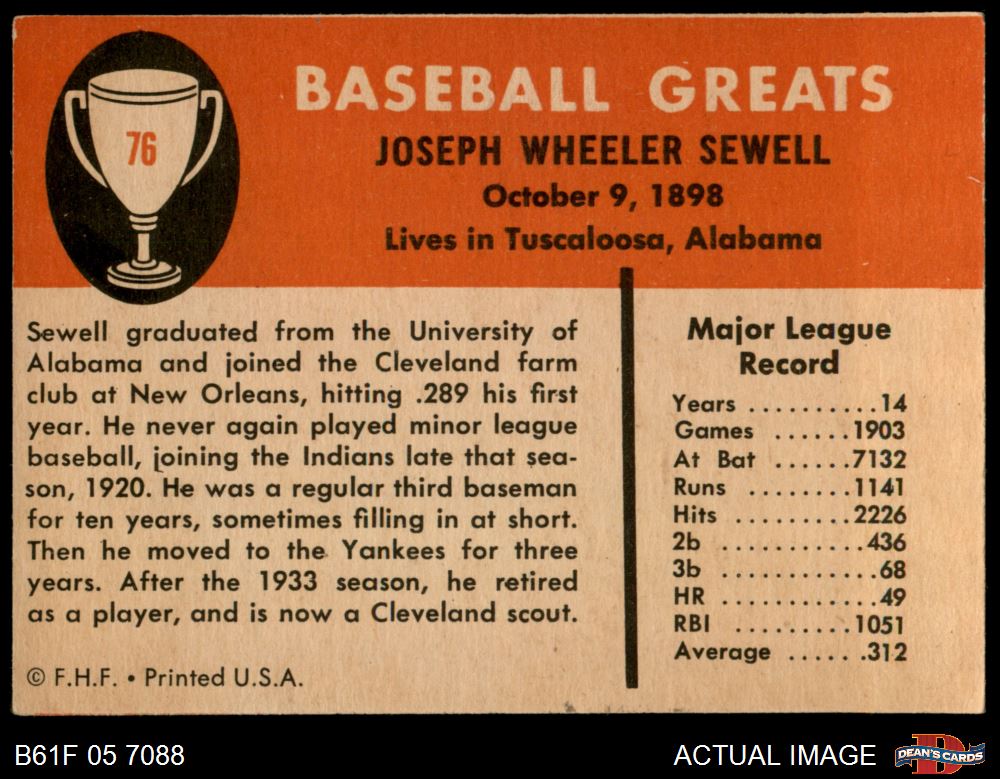 76
BASEBALL GREATS
JOSEPH WHEELER SEWELL
October 9, 1898
Lives in Tuscaloosa, Alabama
Sewell graduated from the University of
Alabama and joined the Cleveland farm
club at New Orleans, hitting .289 his first
year. He never again played minor league
baseball, joining the Indians late that sea-
son, 1920. He was a regular third baseman
for ten years, sometimes filling in at short.
Then he moved to the Yankees for three
years. After the 1933 season, he retired
as a player, and is now a Cleveland scout.
© F.H.F. • Printed U.S.A.
Major League
Record
Years ..........14
Games ......1903
At Bat ......7132
Runs ........1141
Hits .........2226
2b ...........436
3b ............68
HR ............49
RBI .........1051
Average ......312
B61F 05 7088
ACTUAL IMAGE
D
DEAN'S CARDS